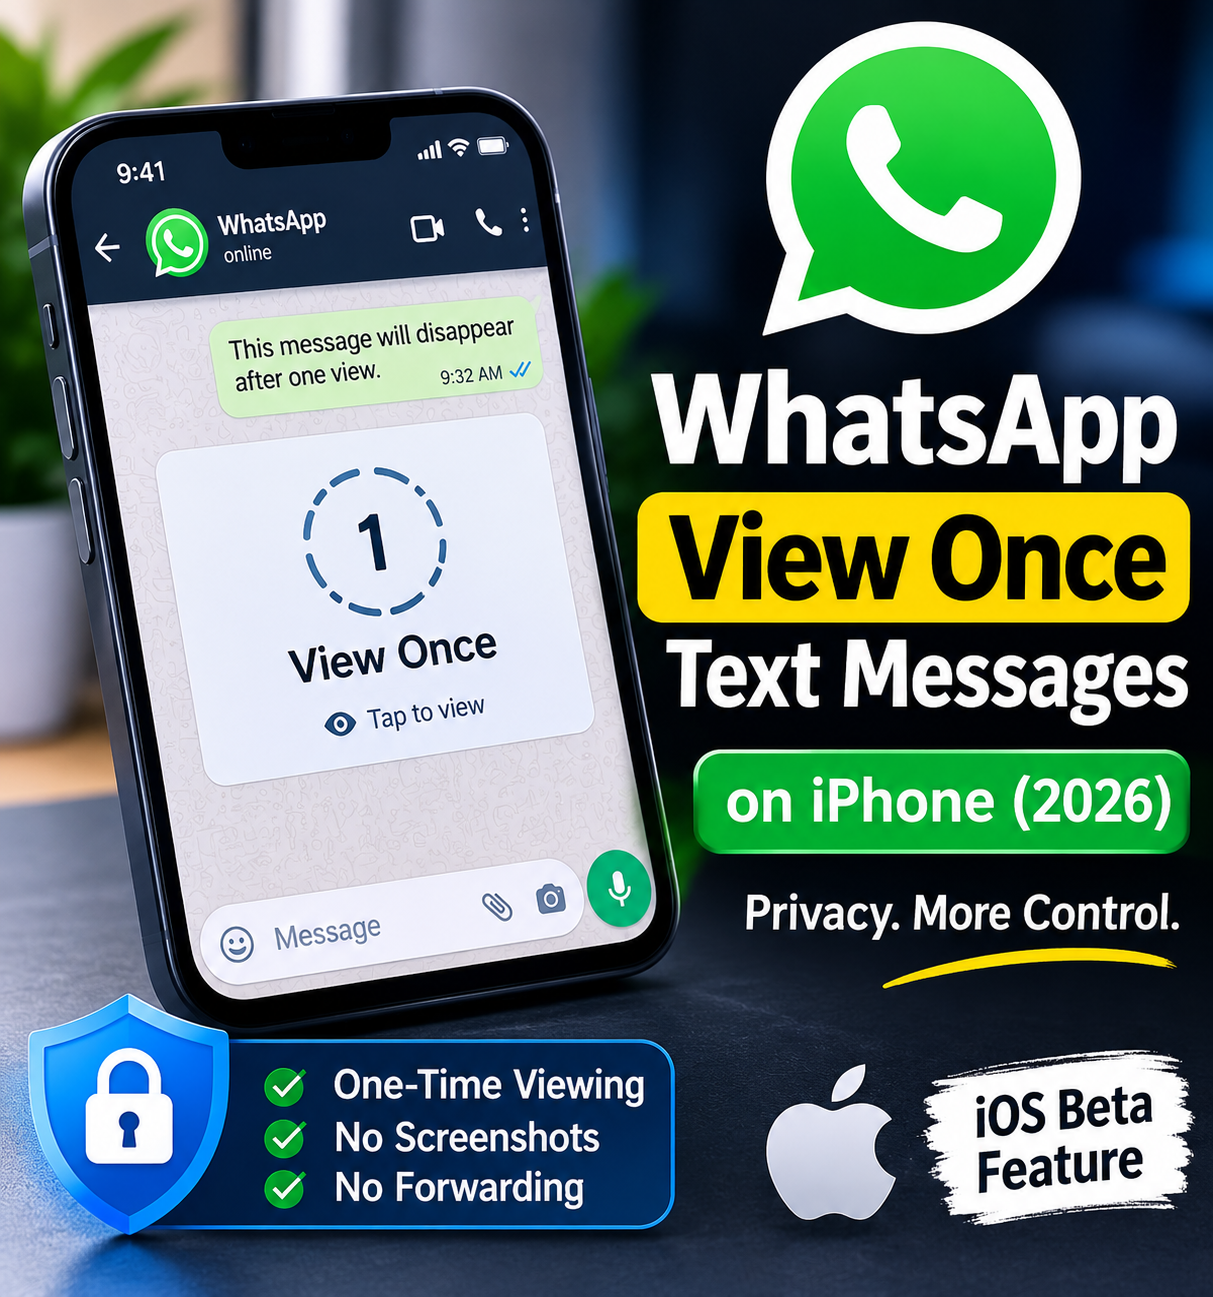 9:41
WhatsApp
online
This message will disappear
after one view.
9:32 AM
1
View Once
Tap to view
Message
WhatsApp
View Once
Text Messages
on iPhone (2026)
Privacy. More Control.
One-Time Viewing
No Screenshots
No Forwarding
iOS Beta
Feature